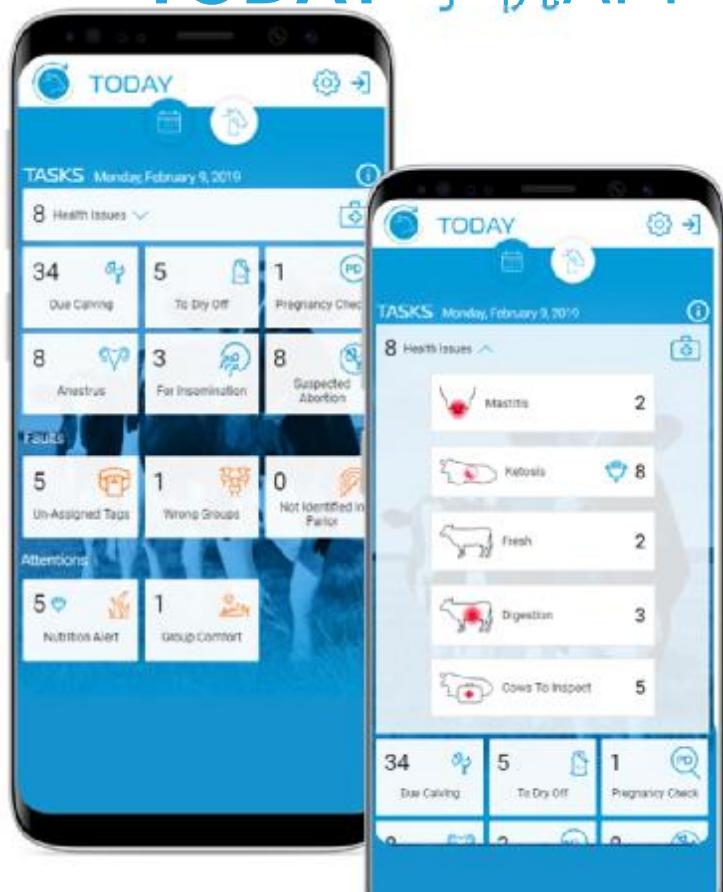 TODAY
TASKS Monday, February 9, 2019
8 Health Issues
34
Due Calving
5
To Dry Off
1
PD
Pregnancy Chec
8
Anestrus
3
For Insemination
8
Suspected
Abortion
Faults
5
Un-Assigned Tags
1
Wrong Groups
0
Not Identified in
Parlor
Attentions
5
Nutrition Alert
1
Group Comfort
TODAY
TASKS Monday, February 9, 2019
8 Health Issues
Mastitis 2
Ketosis 8
Fresh 2
Digestion 3
Cows To Inspect 5
34
Due Calving
5
To Dry Off
1
PD
Pregnancy Check